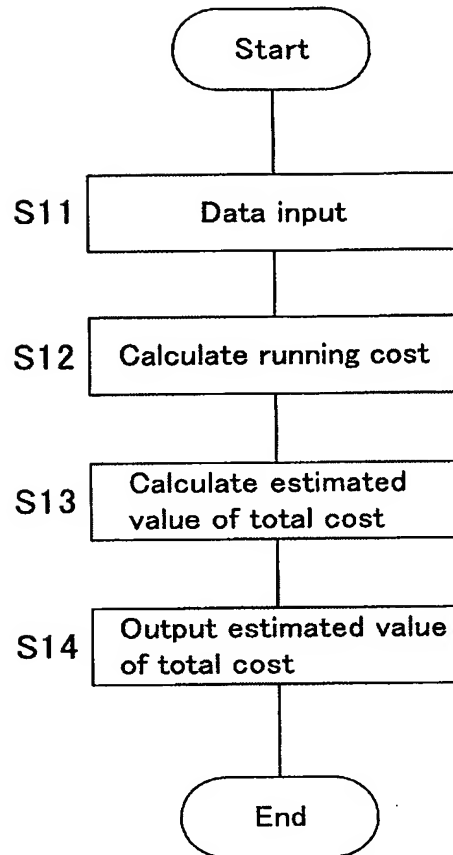 Start
S11
Data input
S12
Calculate running cost
S13
Calculate estimated
value of total cost
S14
Output estimated value
of total cost
End